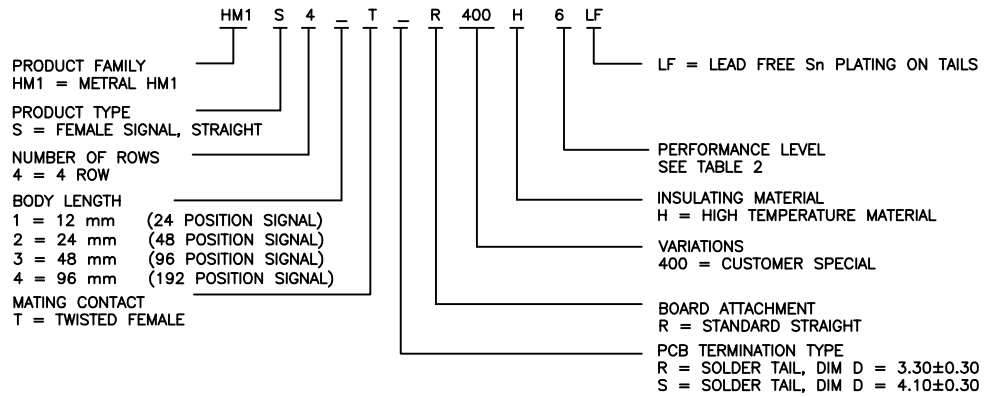 HM1 S 4 _ T _ R 400 H 6 LF
PRODUCT FAMILY
HM1 = METRAL HM1
PRODUCT TYPE
S = FEMALE SIGNAL, STRAIGHT
NUMBER OF ROWS
4 = 4 ROW
BODY LENGTH
1 = 12 mm (24 POSITION SIGNAL)
2 = 24 mm (48 POSITION SIGNAL)
3 = 48 mm (96 POSITION SIGNAL)
4 = 96 mm (192 POSITION SIGNAL)
MATING CONTACT
T = TWISTED FEMALE
LF = LEAD FREE Sn PLATING ON TAILS
PERFORMANCE LEVEL
SEE TABLE 2
INSULATING MATERIAL
H = HIGH TEMPERATURE MATERIAL
VARIATIONS
400 = CUSTOMER SPECIAL
BOARD ATTACHMENT
R = STANDARD STRAIGHT
PCB TERMINATION TYPE
R = SOLDER TAIL, DIM D = 3.30±0.30
S = SOLDER TAIL, DIM D = 4.10±0.30